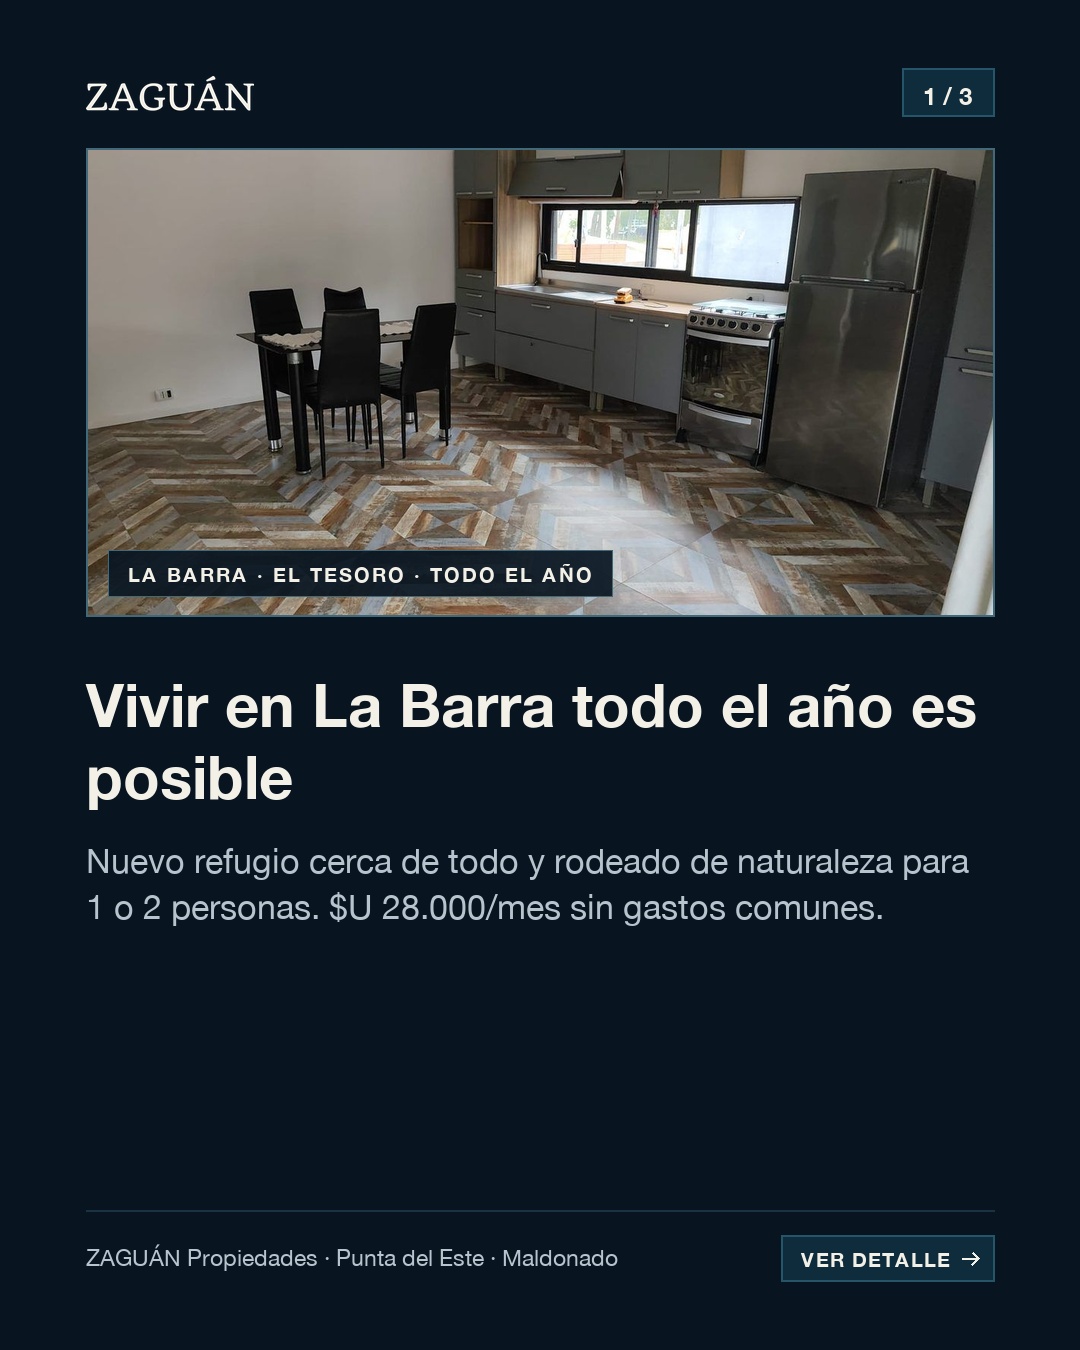 ZAGUÁN
1 / 3
LA BARRA · EL TESORO · TODO EL AÑO
Vivir en La Barra todo el año es
posible
Nuevo refugio cerca de todo y rodeado de naturaleza para
1 o 2 personas. $U 28.000/mes sin gastos comunes.
ZAGUÁN Propiedades · Punta del Este · Maldonado
VER DETALLE →